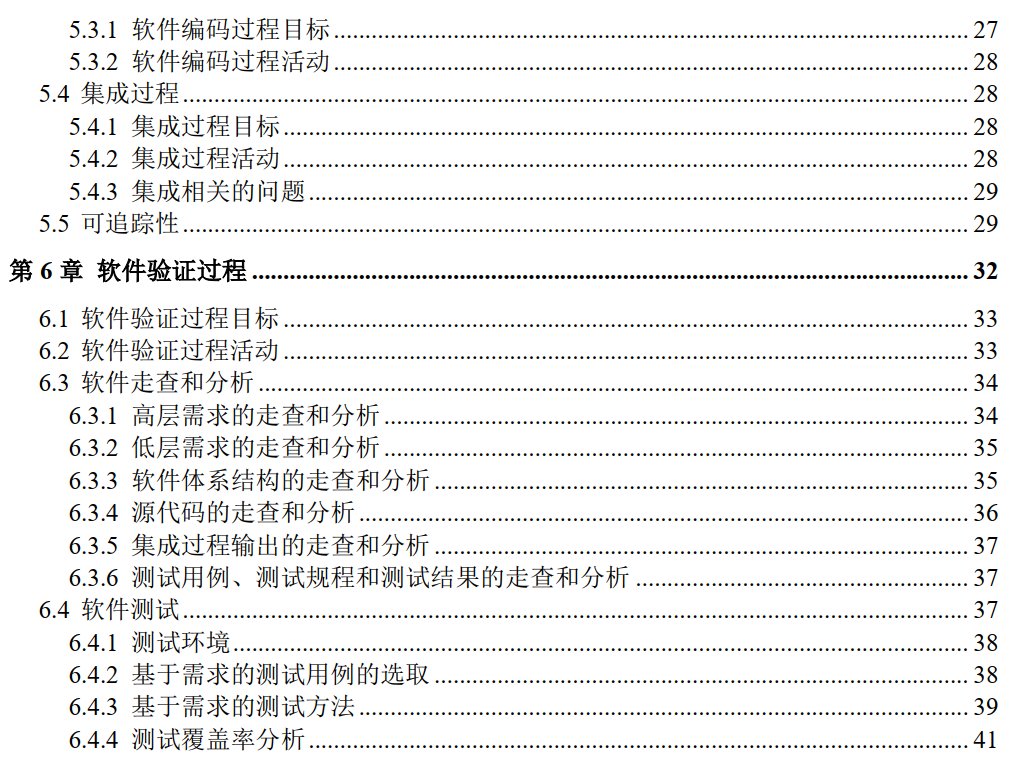 5.3.1 软件编码过程目标 27
5.3.2 软件编码过程活动 28
5.4 集成过程 28
5.4.1 集成过程目标 28
5.4.2 集成过程活动 28
5.4.3 集成相关的问题 29
5.5 可追踪性 29
第 6 章 软件验证过程 32
6.1 软件验证过程目标 33
6.2 软件验证过程活动 33
6.3 软件走查和分析 34
6.3.1 高层需求的走查和分析 34
6.3.2 低层需求的走查和分析 35
6.3.3 软件体系结构的走查和分析 35
6.3.4 源代码的走查和分析 36
6.3.5 集成过程输出的走查和分析 37
6.3.6 测试用例、测试规程和测试结果的走查和分析 37
6.4 软件测试 37
6.4.1 测试环境 38
6.4.2 基于需求的测试用例的选取 38
6.4.3 基于需求的测试方法 39
6.4.4 测试覆盖率分析 41